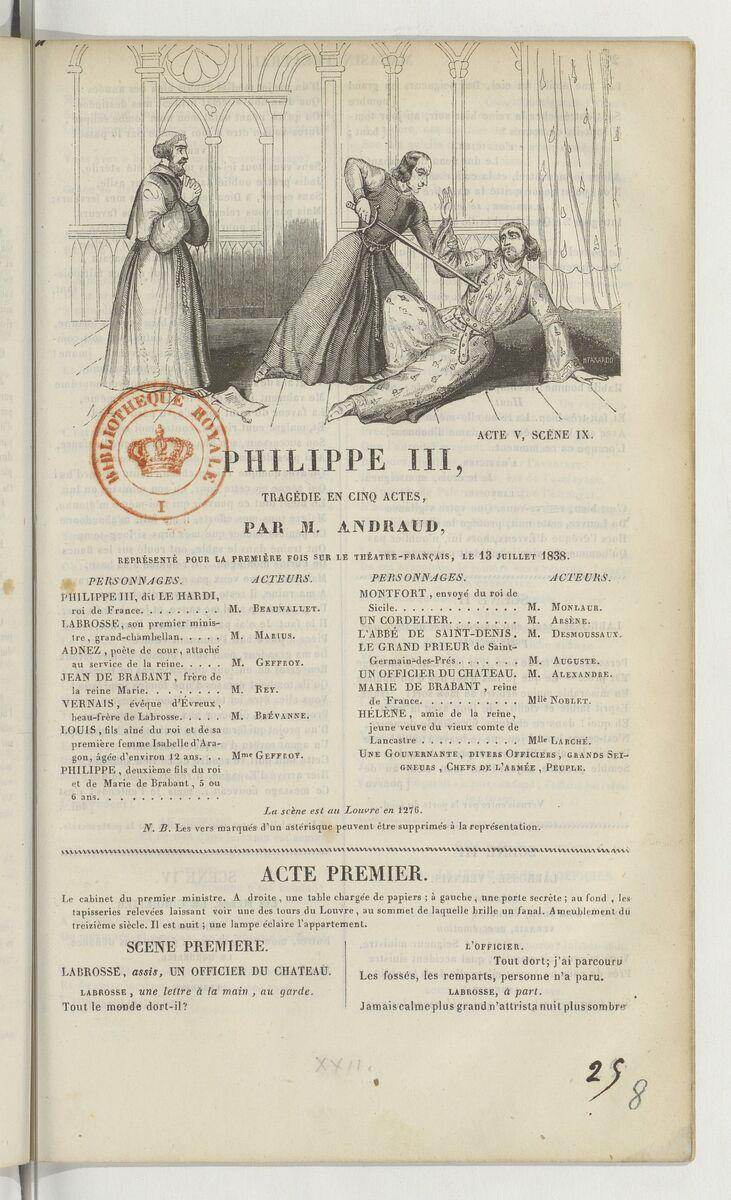 HFAXARDO
ACTE V, SCÈNE IX.
BIBLIOTHEQUE ROYALE
I
PHILIPPE III,
TRAGÉDIE EN CINQ ACTES,
PAR M. ANDRAUD,
REPRÉSENTÉ POUR LA PREMIÈRE FOIS SUR LE THÉATRE-FRANÇAIS, LE 13 JUILLET 1838.
PERSONNAGES. ACTEURS.
PHILIPPE III, dit LE HARDI,
roi de France. . . . . . . . . M. BEAUVALLET.
LABROSSE, son premier minis-
tre, grand-chambellan. . . . . M. MARIUS.
ADNEZ, poète de cour, attaché
au service de la reine. . . . . M. GEFFROY.
JEAN DE BRABANT, frère de
la reine Marie. . . . . . . . . M. REY.
VERNAIS, évêque d'Évreux,
beau-frère de Labrosse. . . . . M. BRÉVANNE.
LOUIS, fils aîné du roi et de sa
première femme Isabelle d'Ara-
gon, âgée d'environ 12 ans. . . Mme GEFFROY.
PHILIPPE, deuxième fils du roi
et de Marie de Brabant, 5 ou
6 ans. . . . . . . . . . . . .
PERSONNAGES. ACTEURS.
MONTFORT, envoyé du roi de
Sicile. . . . . . . . . . . . . M. MONLAUR.
UN CORDELIER. . . . . . . . M. ARSÈNE.
L'ABBÉ DE SAINT-DENIS. . M. DESMOUSSAUX.
LE GRAND PRIEUR de Saint-
Germain-des-Prés . . . . . . . M. AUGUSTE.
UN OFFICIER DU CHATEAU. M. ALEXANDRE.
MARIE DE BRABANT, reine
de France. . . . . . . . . . . Mlle NOBLET.
HÉLÈNE, amie de la reine,
jeune veuve du vieux comte de
Lancastre . . . . . . . . . . . Mlle LARCHÉ.
UNE GOUVERNANTE, DIVERS OFFICIERS, GRANDS SEI-
GNEURS, CHEFS DE L'ARMÉE, PEUPLE.
La scène est au Louvre en 1276.
N. B. Les vers marqués d'un astérisque peuvent être supprimés à la représentation.
ACTE PREMIER.
Le cabinet du premier ministre. A droite, une table chargée de papiers; à gauche, une porte secrète; au fond, les
tapisseries relevées laissant voir une des tours du Louvre, au sommet de laquelle brille un fanal. Ameublement du
treizième siècle. Il est nuit; une lampe éclaire l'appartement.
SCENE PREMIERE.
LABROSSE, assis, UN OFFICIER DU CHATEAU.
LABROSSE, une lettre à la main, au garde.
Tout le monde dort-il?
L'OFFICIER.
Tout dort; j'ai parcouru
Les fossés, les remparts, personne n'a paru.
LABROSSE, à part.
Jamais calme plus grand n'attrista nuit plus sombre
XXII.
25
8